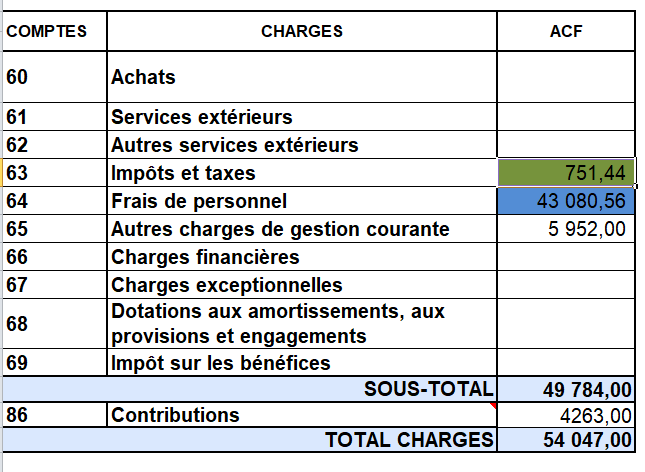 COMPTES CHARGES ACF
60 Achats
61 Services extérieurs
62 Autres services extérieurs
63 Impôts et taxes 751,44
64 Frais de personnel 43 080,56
65 Autres charges de gestion courante 5 952,00
66 Charges financières
67 Charges exceptionnelles
68 Dotations aux amortissements, aux
provisions et engagements
69 Impôt sur les bénéfices
SOUS-TOTAL 49 784,00
86 Contributions 4263,00
TOTAL CHARGES 54 047,00